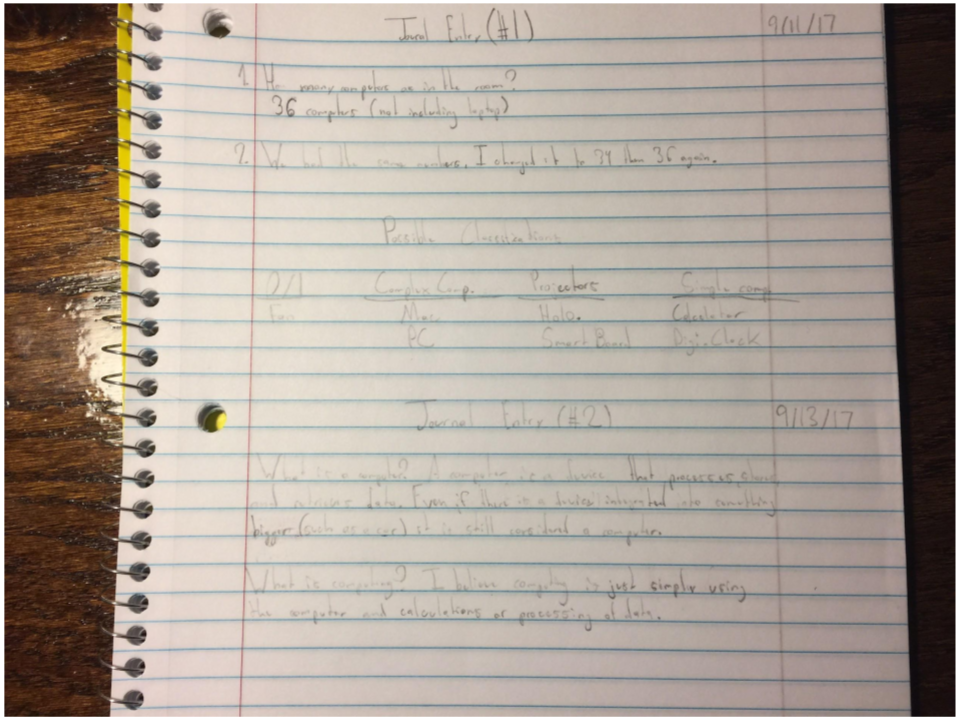 Journal Entry (#1) 9/11/17
1. How many computers are in the room?
36 computers (not including laptops)
2. We had the same numbers, I changed it to 34 then 36 again.
Possible
0/1 Complex Comp. Projectors Simple comp.
Fan Mac Halo. Calculator
PC Smart Board Digi. Clock
Journal Entry (#2) 9/13/17
What is a computer? A computer is a device that processes, stores
and data. Even if there is a device integrated into something
bigger (such as a car) it is still considered a computer.
What is computing? I believe computing is just simply using
the computer and calculations or processing of data.